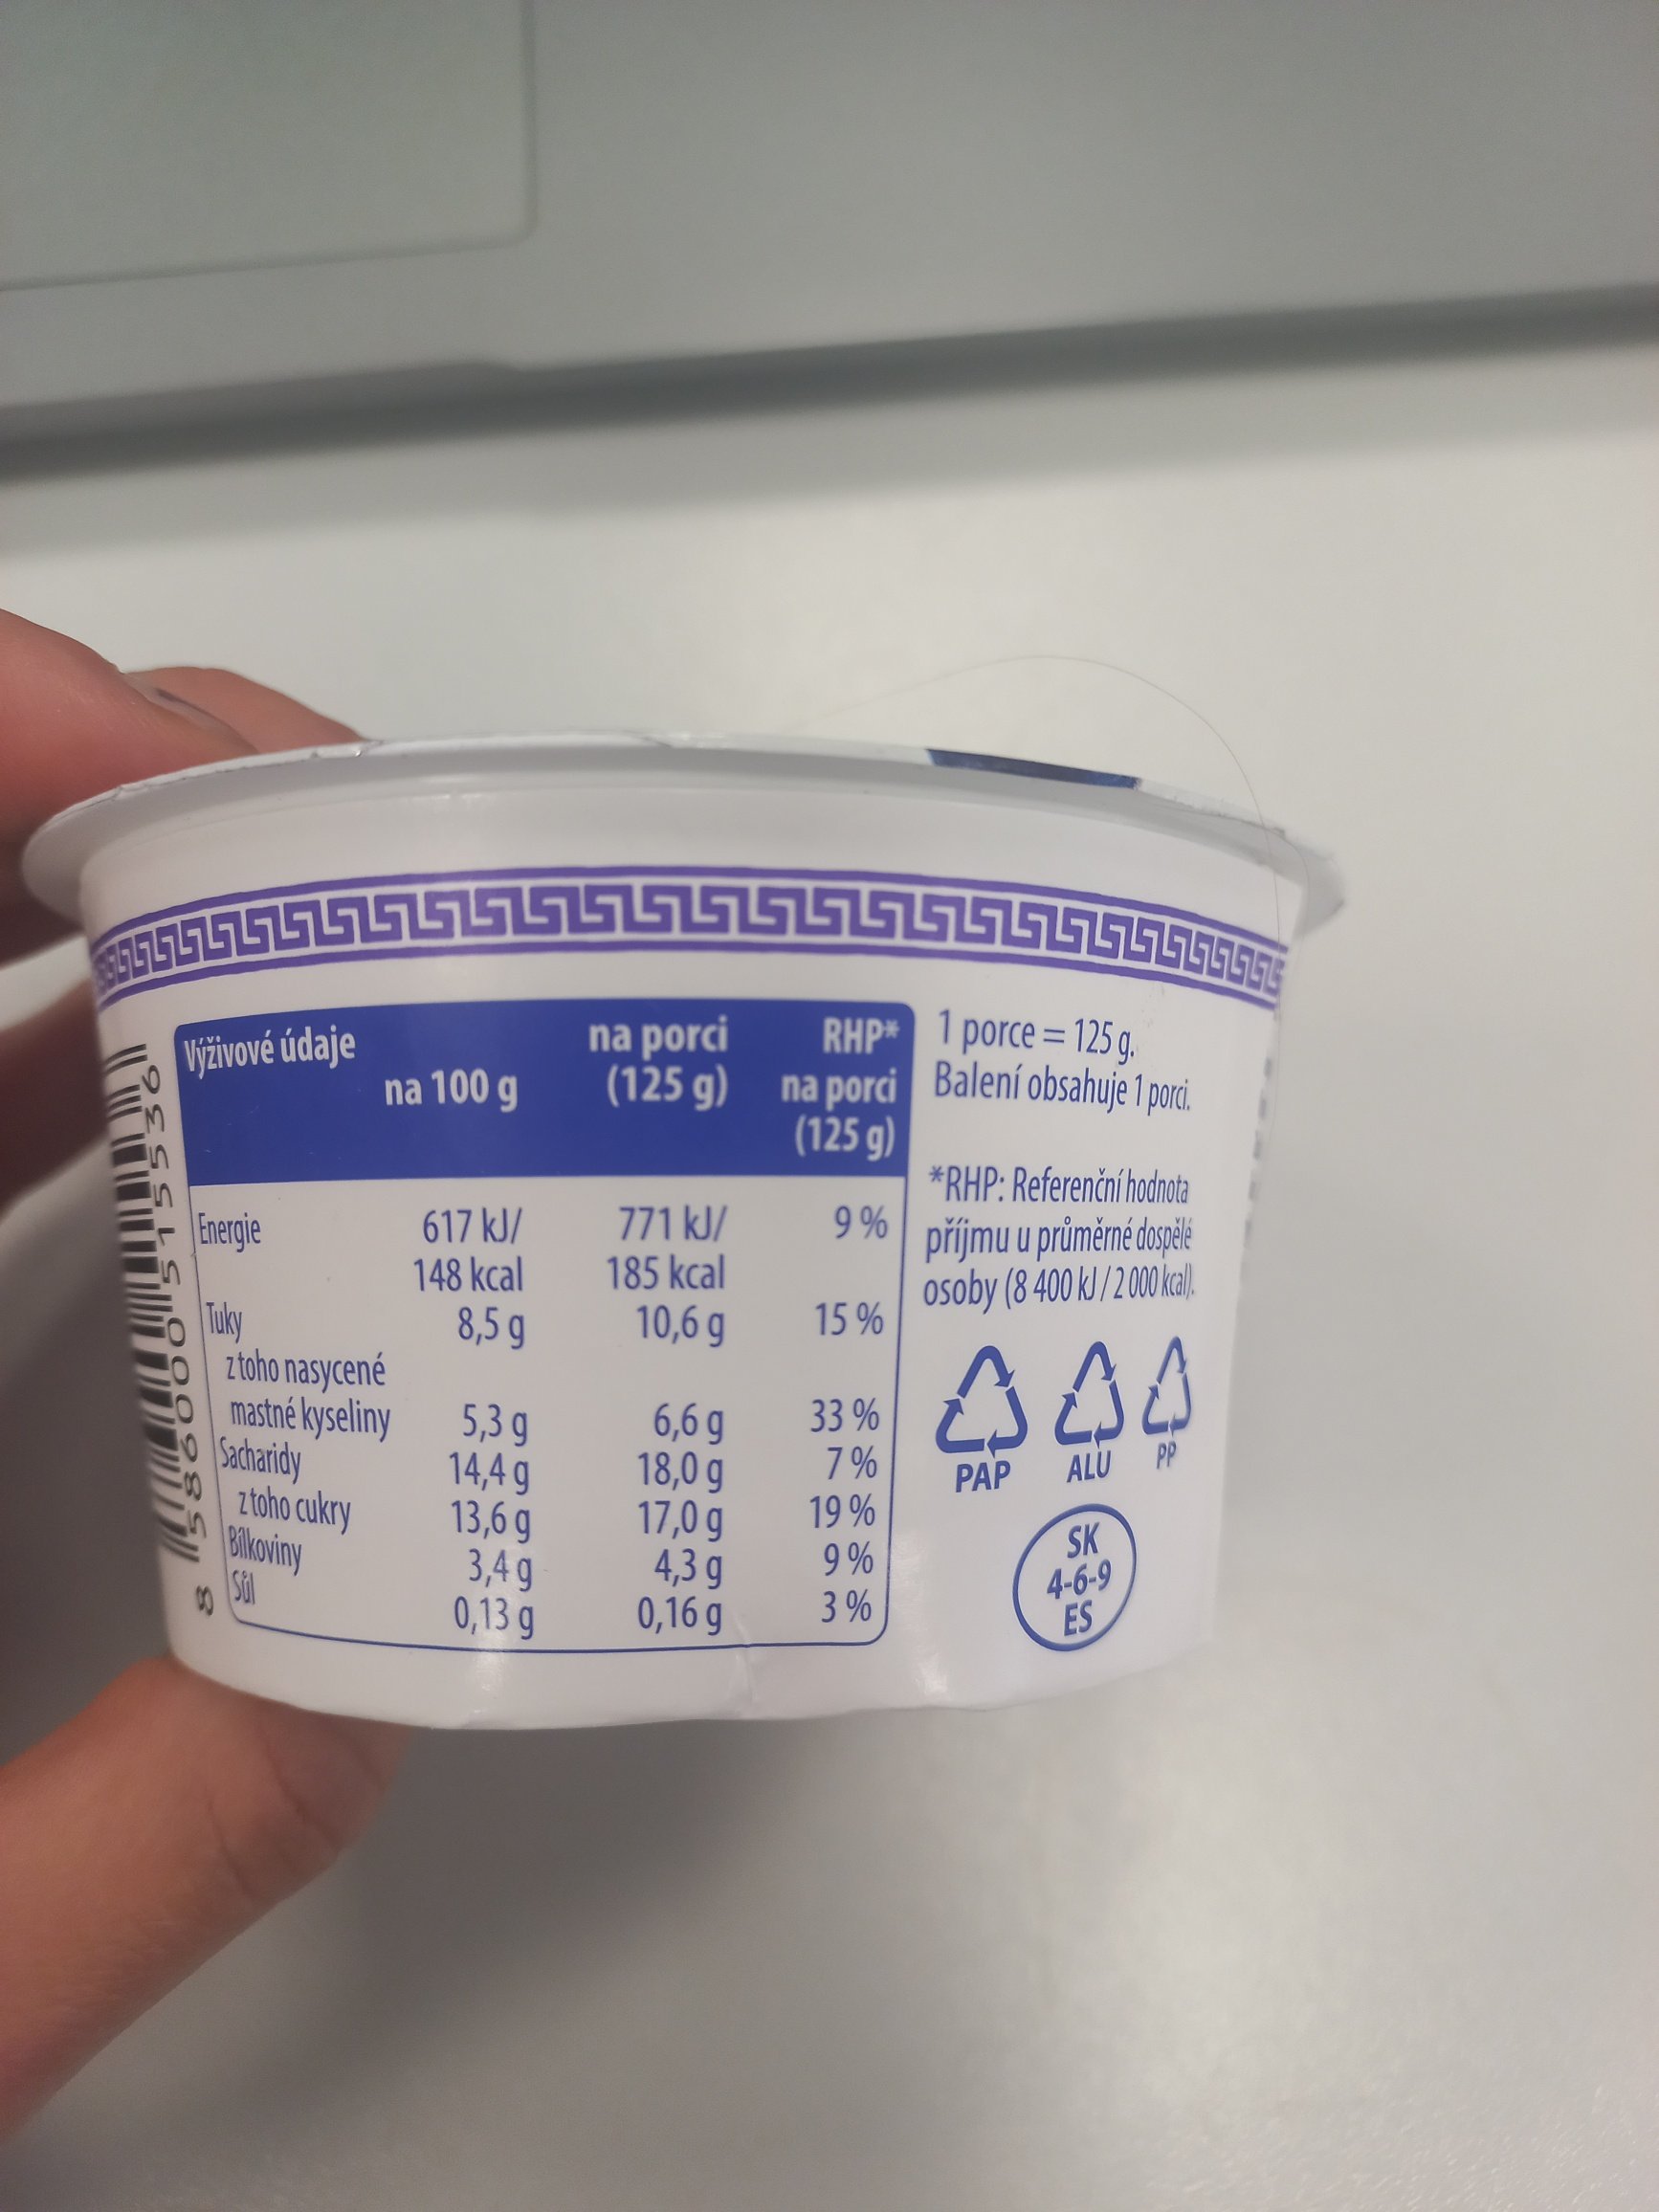 8586000515536
Výživové údaje na 100 g na porci (125 g) RHP* na porci (125 g)
Energie 617 kJ/ 771 kJ/ 9 %
148 kcal 185 kcal
Tuky 8,5 g 10,6 g 15 %
z toho nasycené
mastné kyseliny 5,3 g 6,6 g 33 %
Sacharidy 14,4 g 18,0 g 7 %
z toho cukry 13,6 g 17,0 g 19 %
Bílkoviny 3,4 g 4,3 g 9 %
Sůl 0,13 g 0,16 g 3 %
1 porce = 125 g.
Balení obsahuje 1 porci.
*RHP: Referenční hodnota
příjmu u průměrné dospělé
osoby (8 400 kJ / 2 000 kcal).
PAP ALU PP
SK
4-6-9
ES